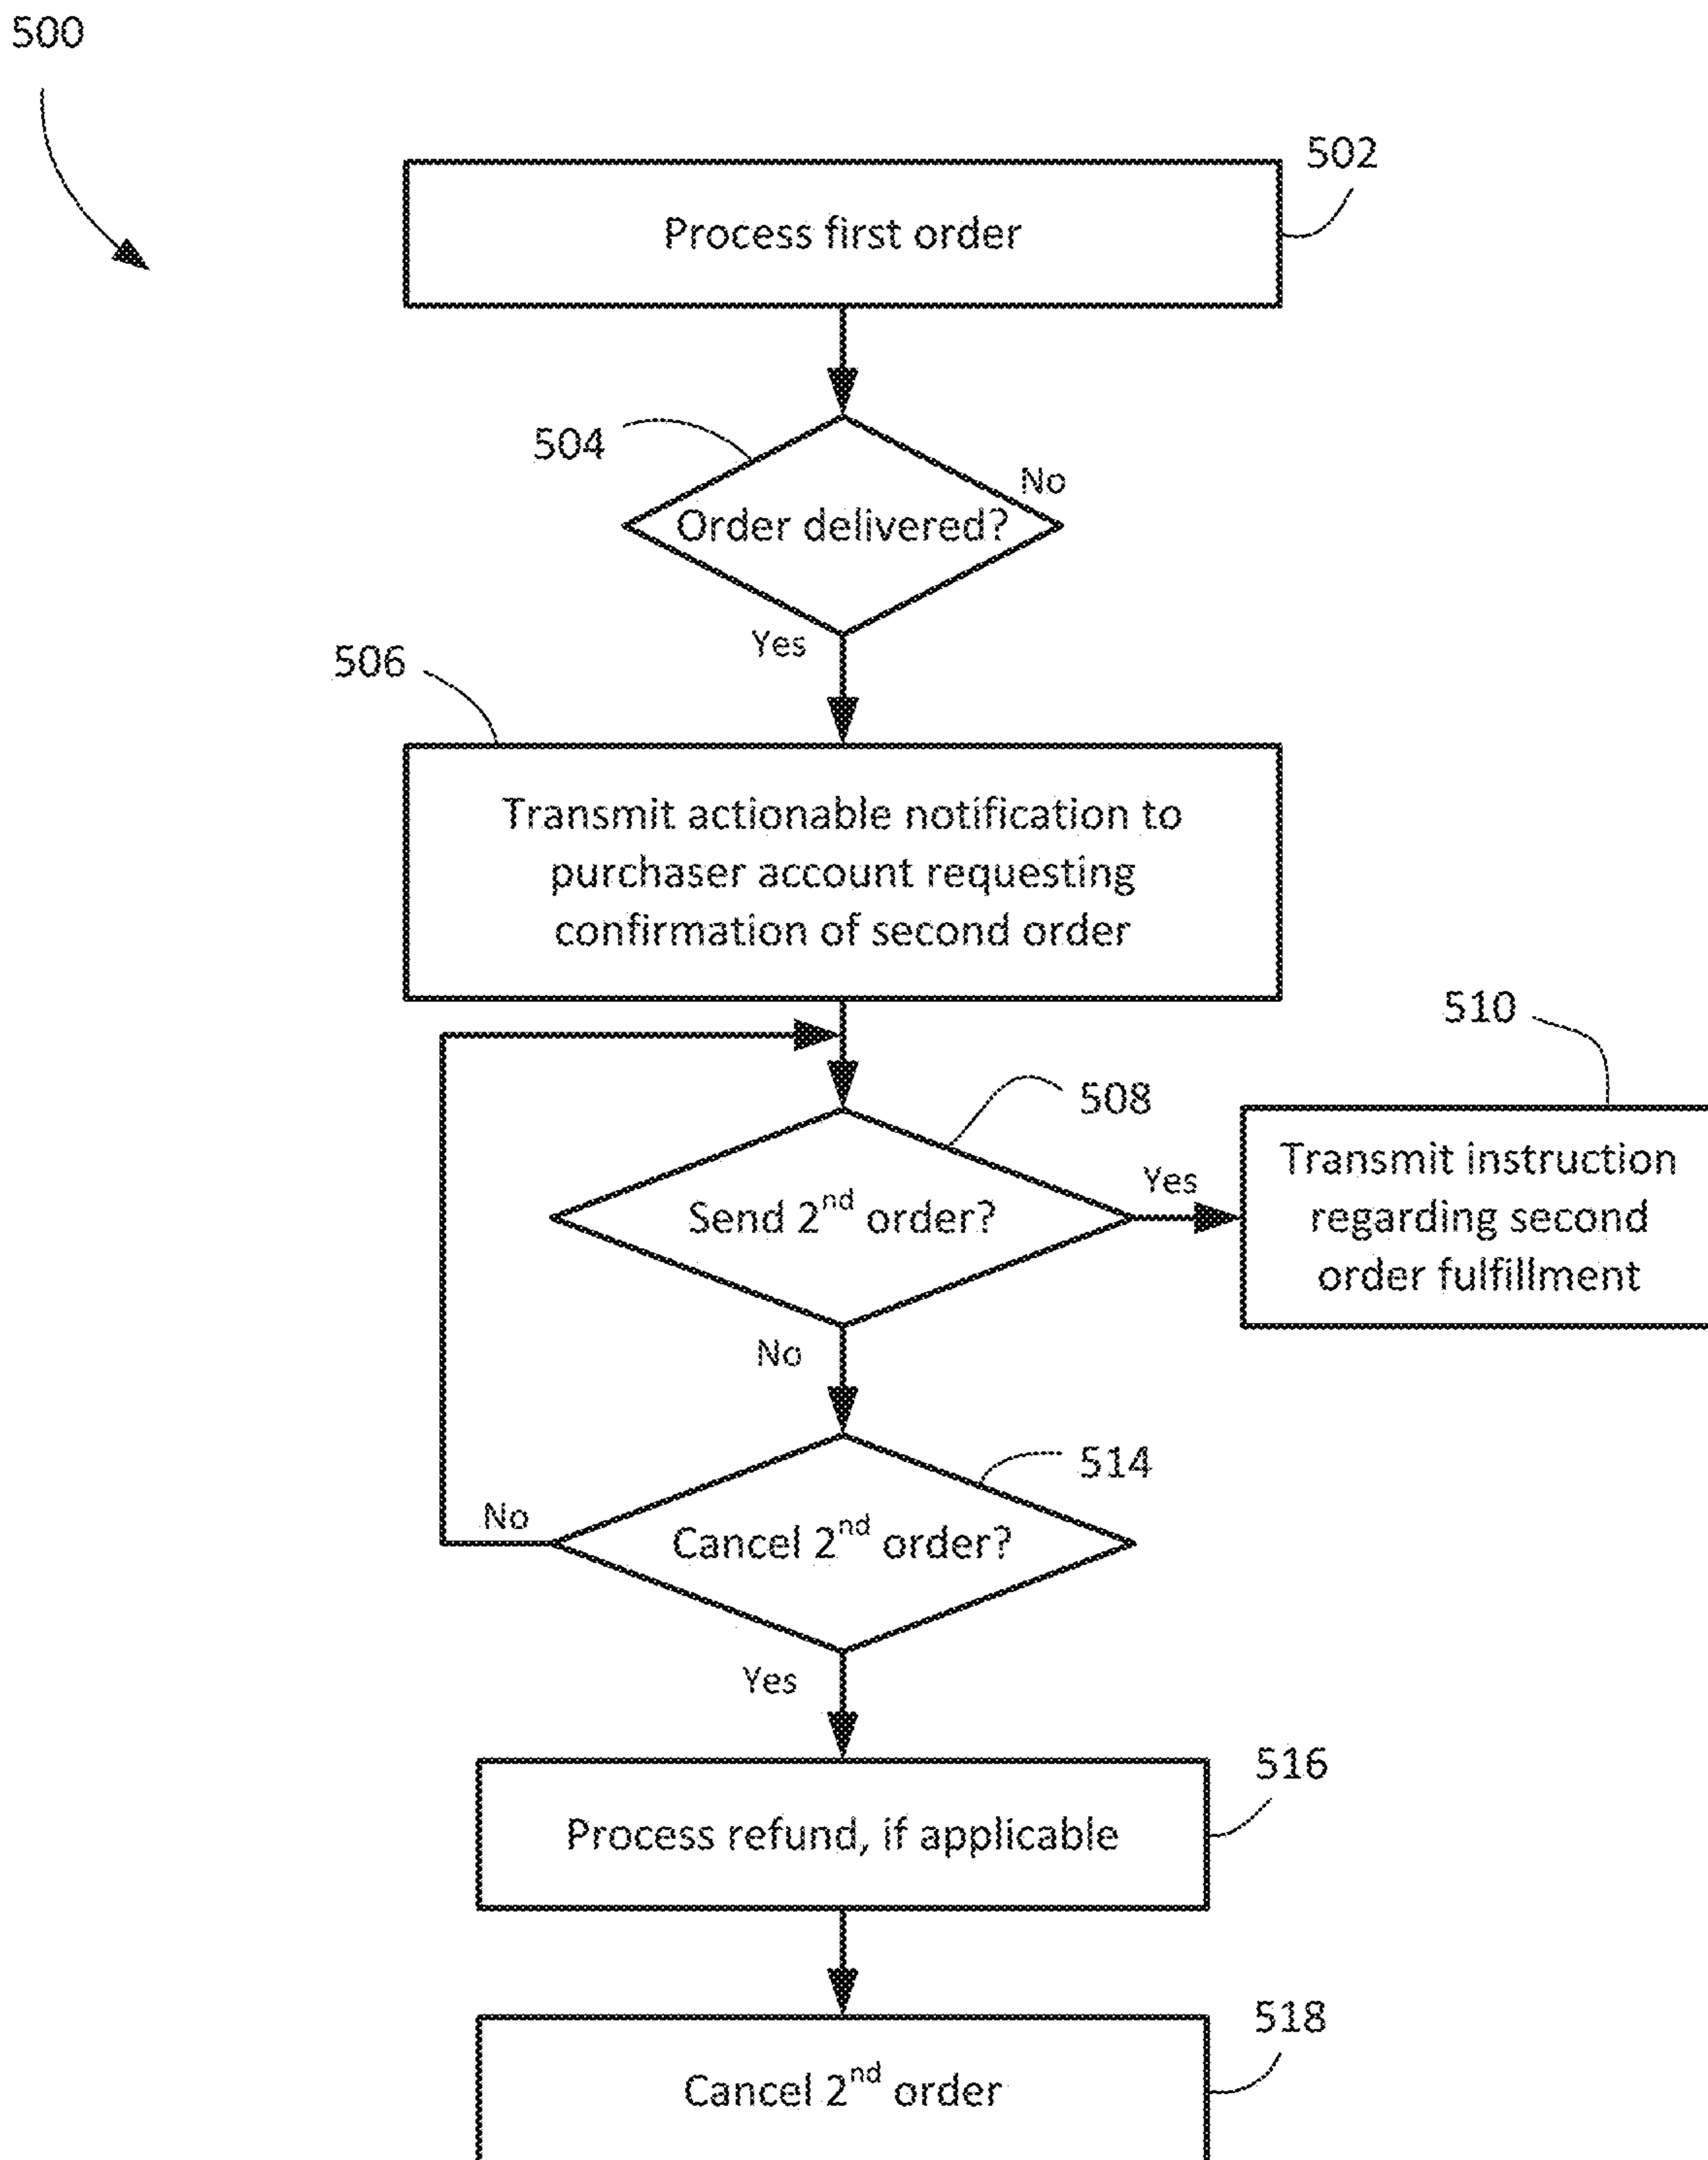 500
502
Process first order
504
No
Order delivered?
Yes
506
Transmit actionable notification to
purchaser account requesting
confirmation of second order
510
508
Transmit instruction
regarding second
order fulfillment
Yes
Send 2nd order?
No
514
No
Cancel 2nd order?
Yes
516
Process refund, if applicable
518
Cancel 2nd order